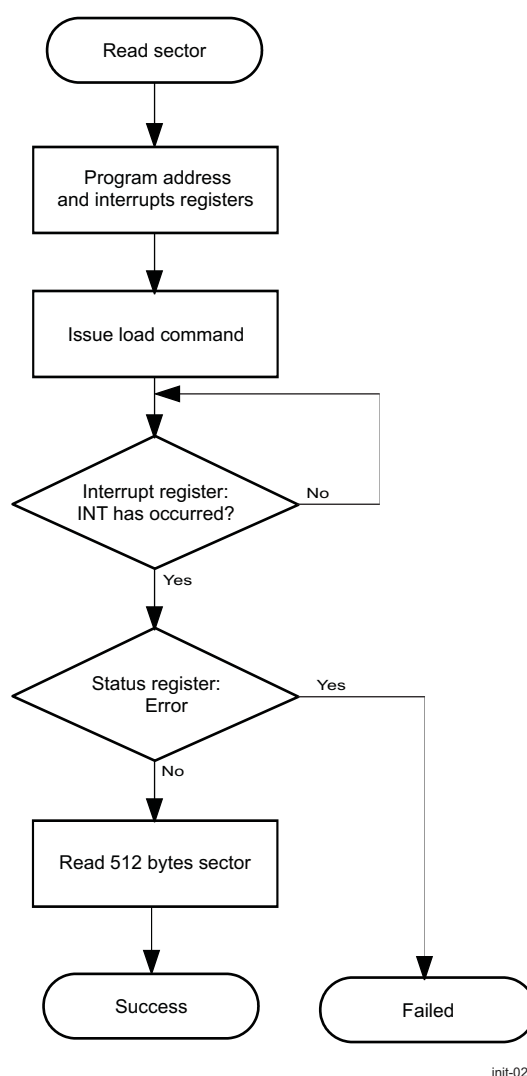 Read sector
Program address
and interrupts registers
Issue load command
Interrupt register:
INT has occurred?
No
Yes
Status register:
Error
Yes
No
Read 512 bytes sector
Success
Failed